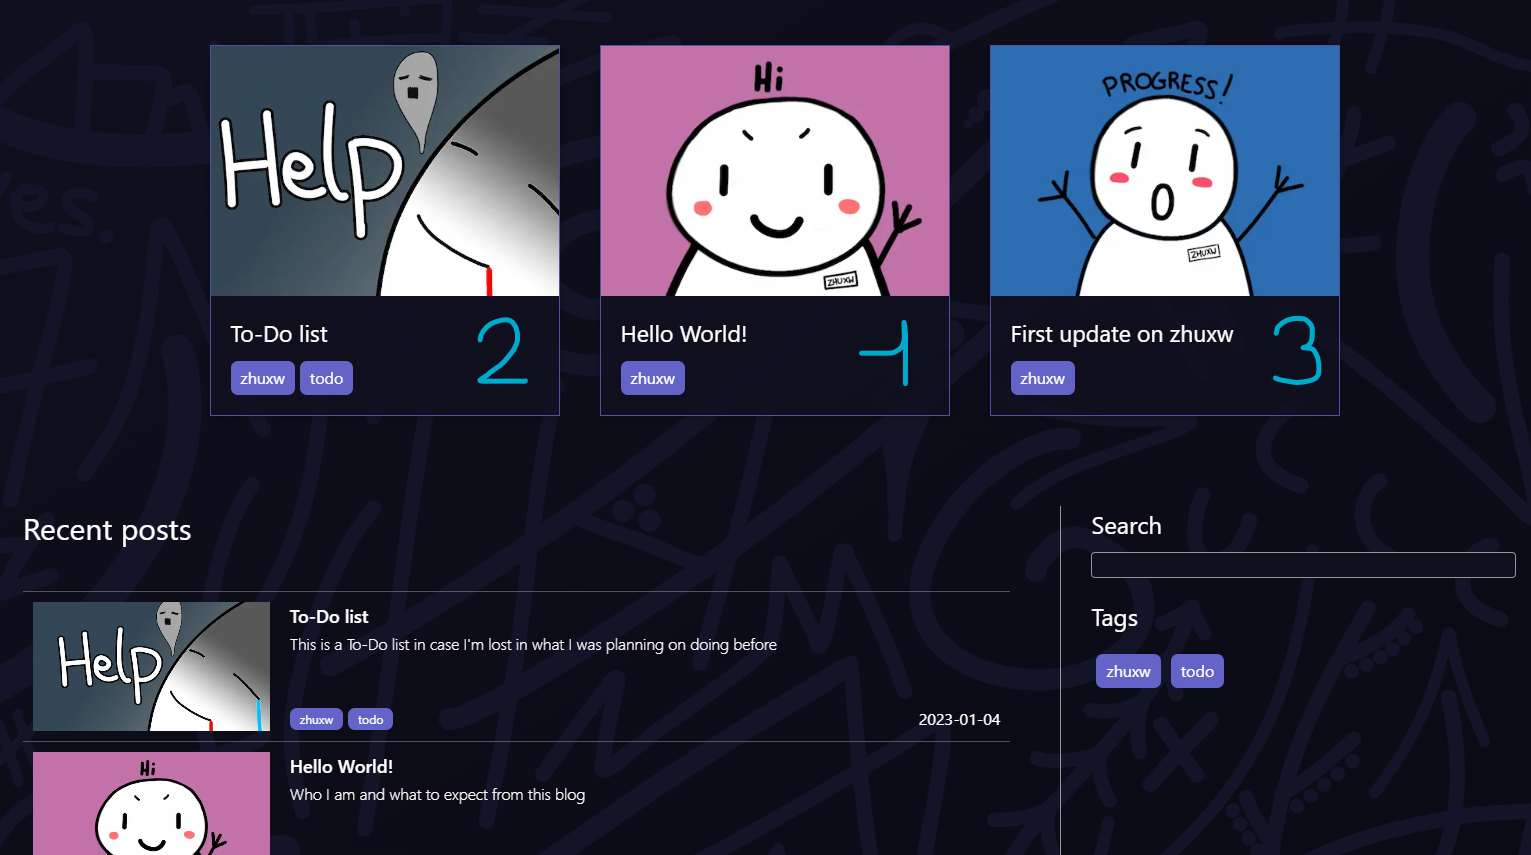 Help
Hi
ZHUXW
PROGRESS!
ZHUXW
Yes.
To-Do list
zhuxw todo
2
Hello World!
zhuxw
1
First update on zhuxw
zhuxw
3
Recent posts
Help
To-Do list
This is a To-Do list in case I'm lost in what I was planning on doing before
zhuxw todo
2023-01-04
Hi
Hello World!
Who I am and what to expect from this blog
Search
Tags
zhuxw todo